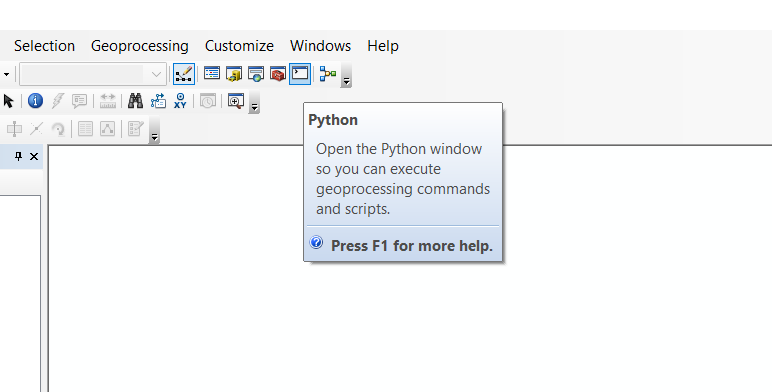 Selection Geoprocessing Customize Windows Help
XY
Python
Open the Python window
so you can execute
geoprocessing commands
and scripts.
Press F1 for more help.